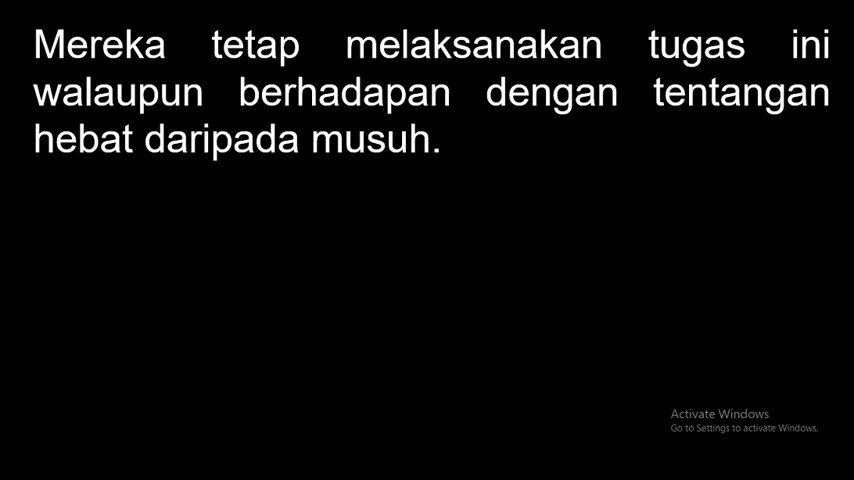 Mereka tetap melaksanakan tugas ini
walaupun berhadapan dengan tentangan
hebat daripada musuh.
Activate Windows
Go to Settings to activate Windows.